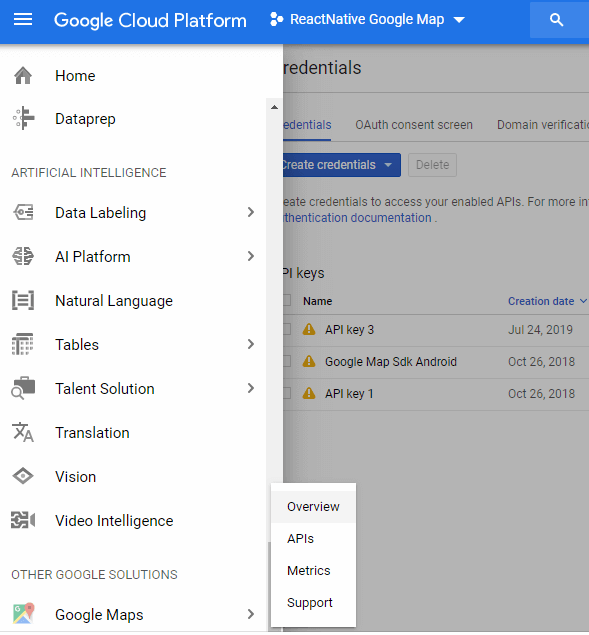 Google Cloud Platform
ReactNative Google Map
Home
Dataprep
ARTIFICIAL INTELLIGENCE
Data Labeling
AI Platform
Natural Language
Tables
Talent Solution
Translation
Vision
Video Intelligence
OTHER GOOGLE SOLUTIONS
Google Maps
Overview
APIs
Metrics
Support
redentials
edentials OAuth consent screen Domain verificatio
Create credentials Delete
eate credentials to access your enabled APIs. For more in
uthentication documentation .
PI keys
Name Creation date
API key 3 Jul 24, 2019
Google Map Sdk Android Oct 26, 2018
API key 1 Oct 26, 2018